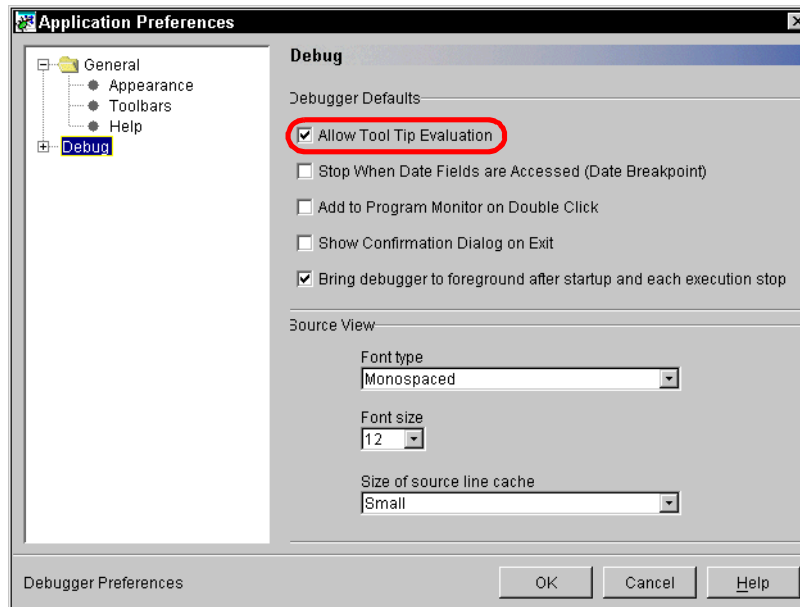 Application Preferences
General
Appearance
Toolbars
Help
Debug
Debug
Debugger Defaults
Allow Tool Tip Evaluation
Stop When Date Fields are Accessed (Date Breakpoint)
Add to Program Monitor on Double Click
Show Confirmation Dialog on Exit
Bring debugger to foreground after startup and each execution stop
Source View
Font type
Monospaced
Font size
12
Size of source line cache
Small
Debugger Preferences
OK
Cancel
Help